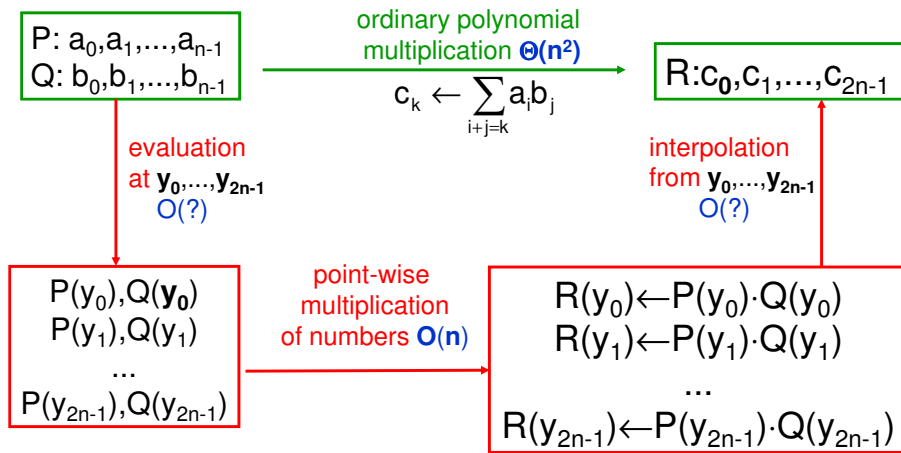 P: a₀,a₁,...,aₙ₋₁
Q: b₀,b₁,...,bₙ₋₁
ordinary polynomial
multiplication Θ(n²)
cₖ ← ∑ aᵢbⱼ
i+j=k
R:c₀,c₁,...,c₂ₙ₋₁
evaluation
at y₀,...,y₂ₙ₋₁
O(?)
interpolation
from y₀,...,y₂ₙ₋₁
O(?)
P(y₀),Q(y₀)
P(y₁),Q(y₁)
...
P(y₂ₙ₋₁),Q(y₂ₙ₋₁)
point-wise
multiplication
of numbers O(n)
R(y₀)←P(y₀)·Q(y₀)
R(y₁)←P(y₁)·Q(y₁)
...
R(y₂ₙ₋₁)←P(y₂ₙ₋₁)·Q(y₂ₙ₋₁)